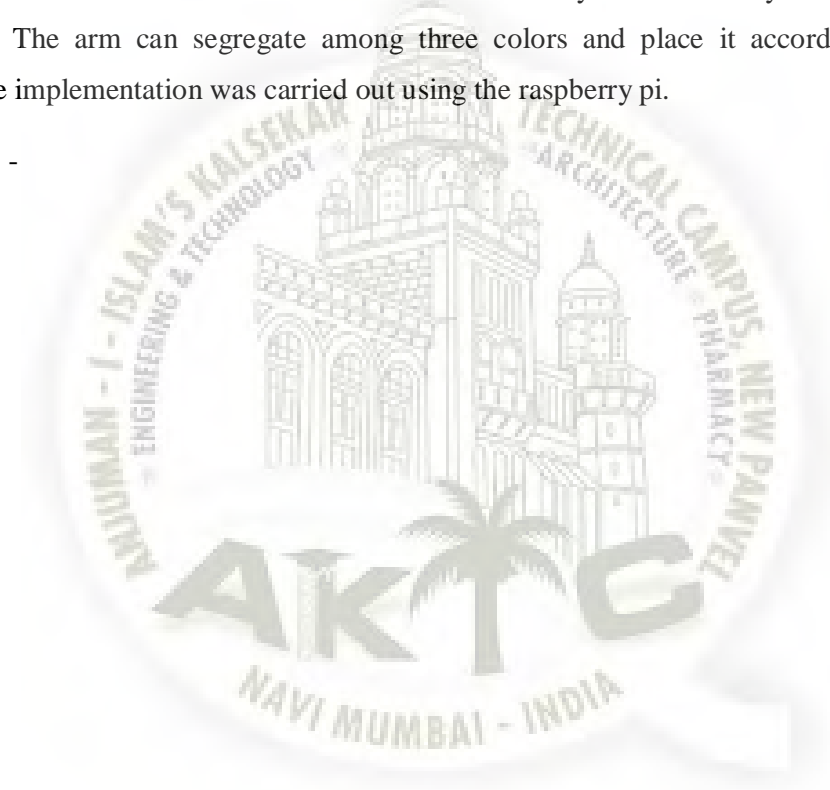 The arm can segregate among three colors and place it accord
e implementation was carried out using the raspberry pi.
-
ANJUMAN - I - ISLAM'S KALSEKAR TECHNICAL CAMPUS, NEW PANVEL
ENGINEERING & TECHNOLOGY ARCHITECTURE PHARMACY
AKTC
NAVI MUMBAI - INDIA